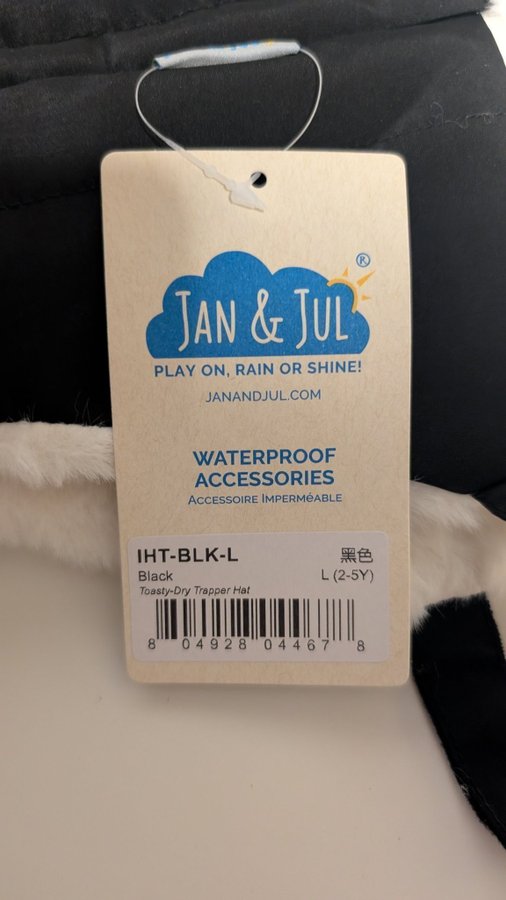 JAN & JUL ®
PLAY ON, RAIN OR SHINE!
JANANDJUL.COM
WATERPROOF
ACCESSORIES
ACCESSOIRE IMPERMÉABLE
IHT-BLK-L 黑色
Black L (2-5Y)
Toasty-Dry Trapper Hat
8 04928 04467 8